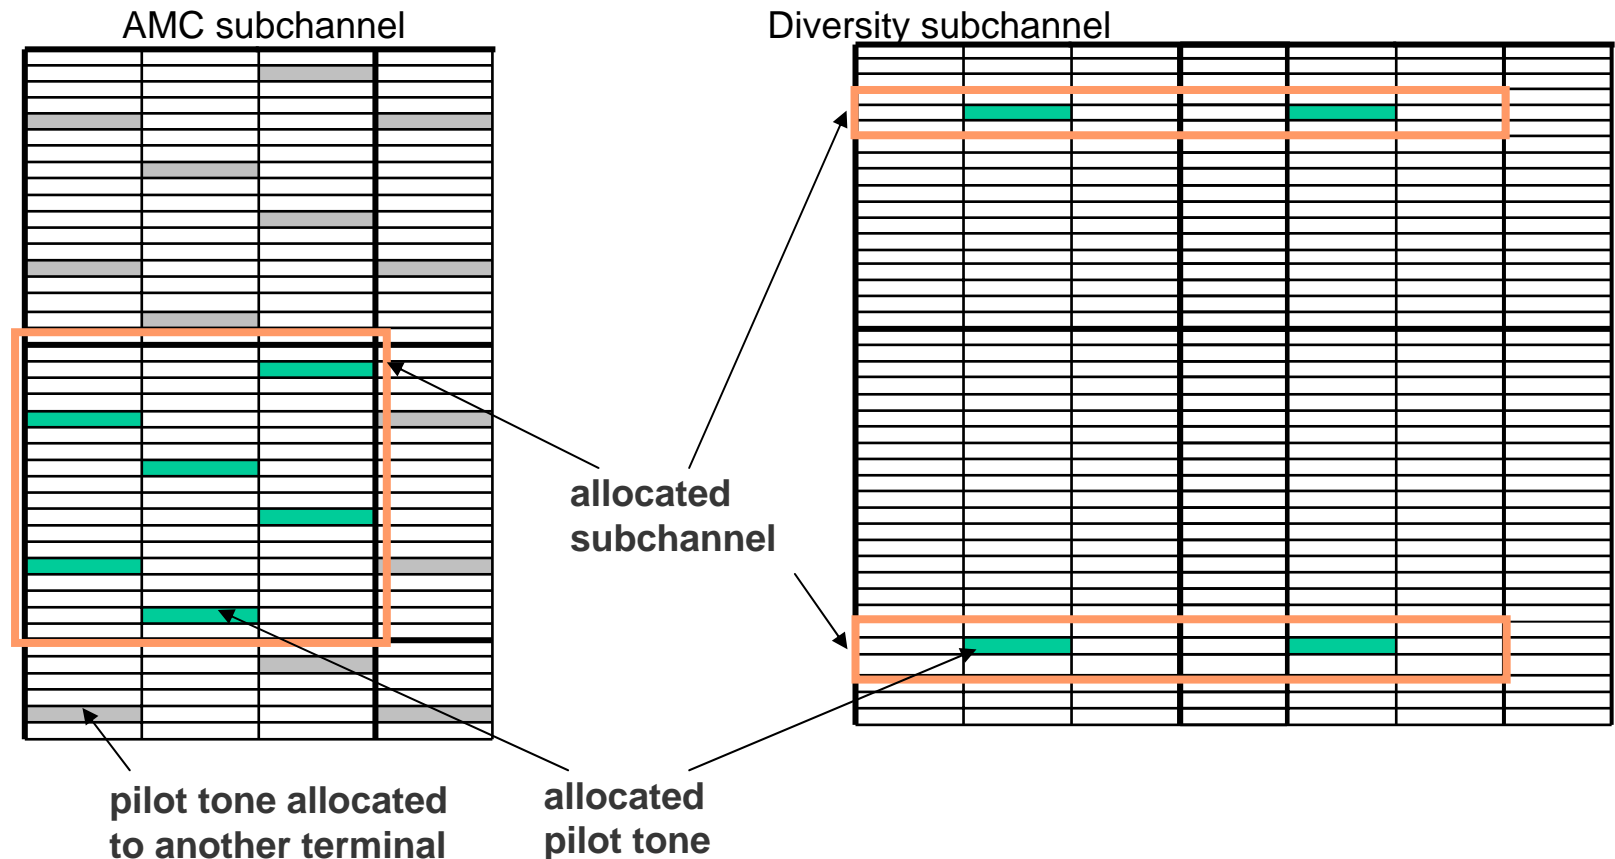 AMC subchannel
Diversity subchannel
allocated
subchannel
pilot tone allocated
to another terminal
allocated
pilot tone